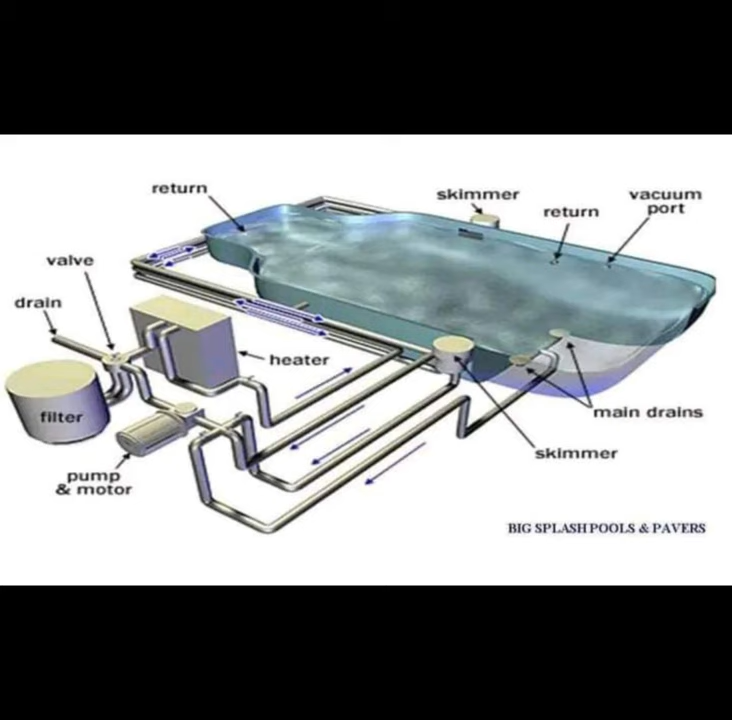 return
skimmer
vacuum
port
return
valve
drain
heater
filter
main drains
skimmer
pump
& motor
BIG SPLASH POOLS & PAVERS